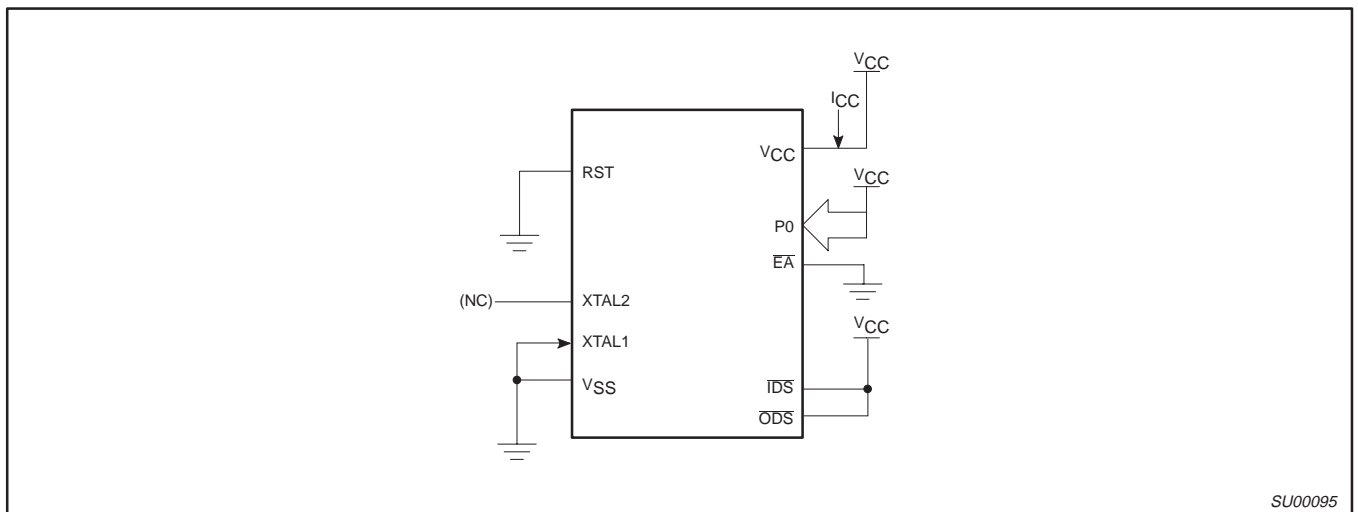 VCC
ICC
VCC
RST
VCC
P0
EA
(NC)
XTAL2
VCC
XTAL1
VSS
IDS
ODS
SU00095